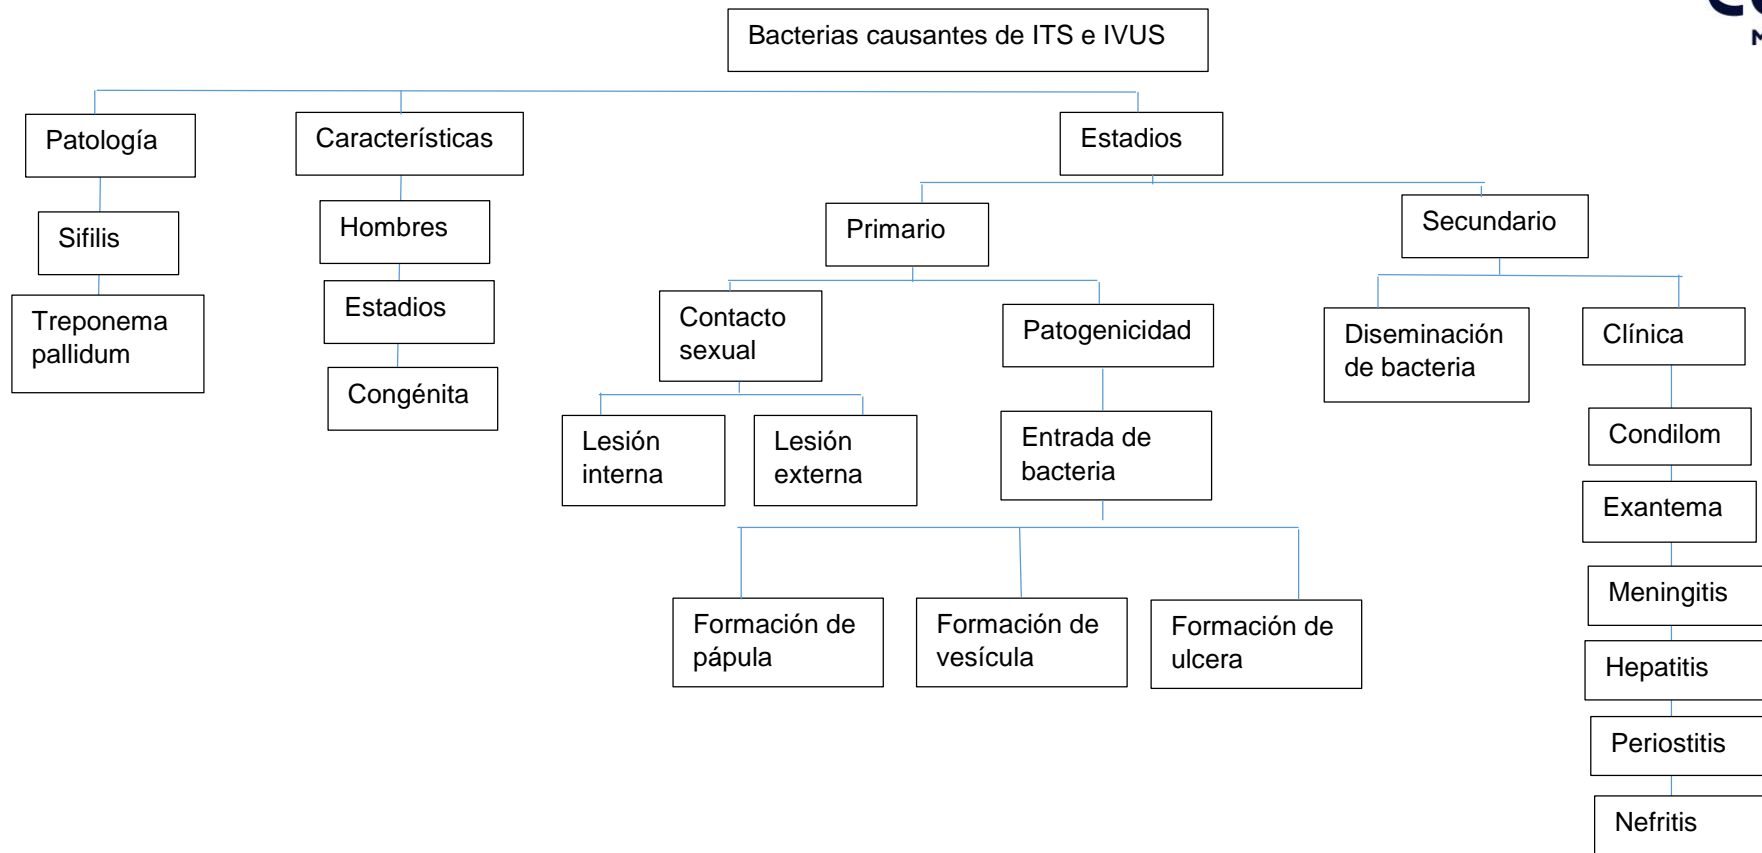 Bacterias causantes de ITS e IVUS
Patología
Características
Estadios
Sifilis
Hombres
Primario
Secundario
Treponema
pallidum
Estadios
Congénita
Contacto
sexual
Patogenicidad
Diseminación
de bacteria
Clínica
Lesión
interna
Lesión
externa
Entrada de
bacteria
Condilom
Exantema
Formación de
pápula
Formación de
vesícula
Formación de
ulcera
Meningitis
Hepatitis
Periostitis
Nefritis